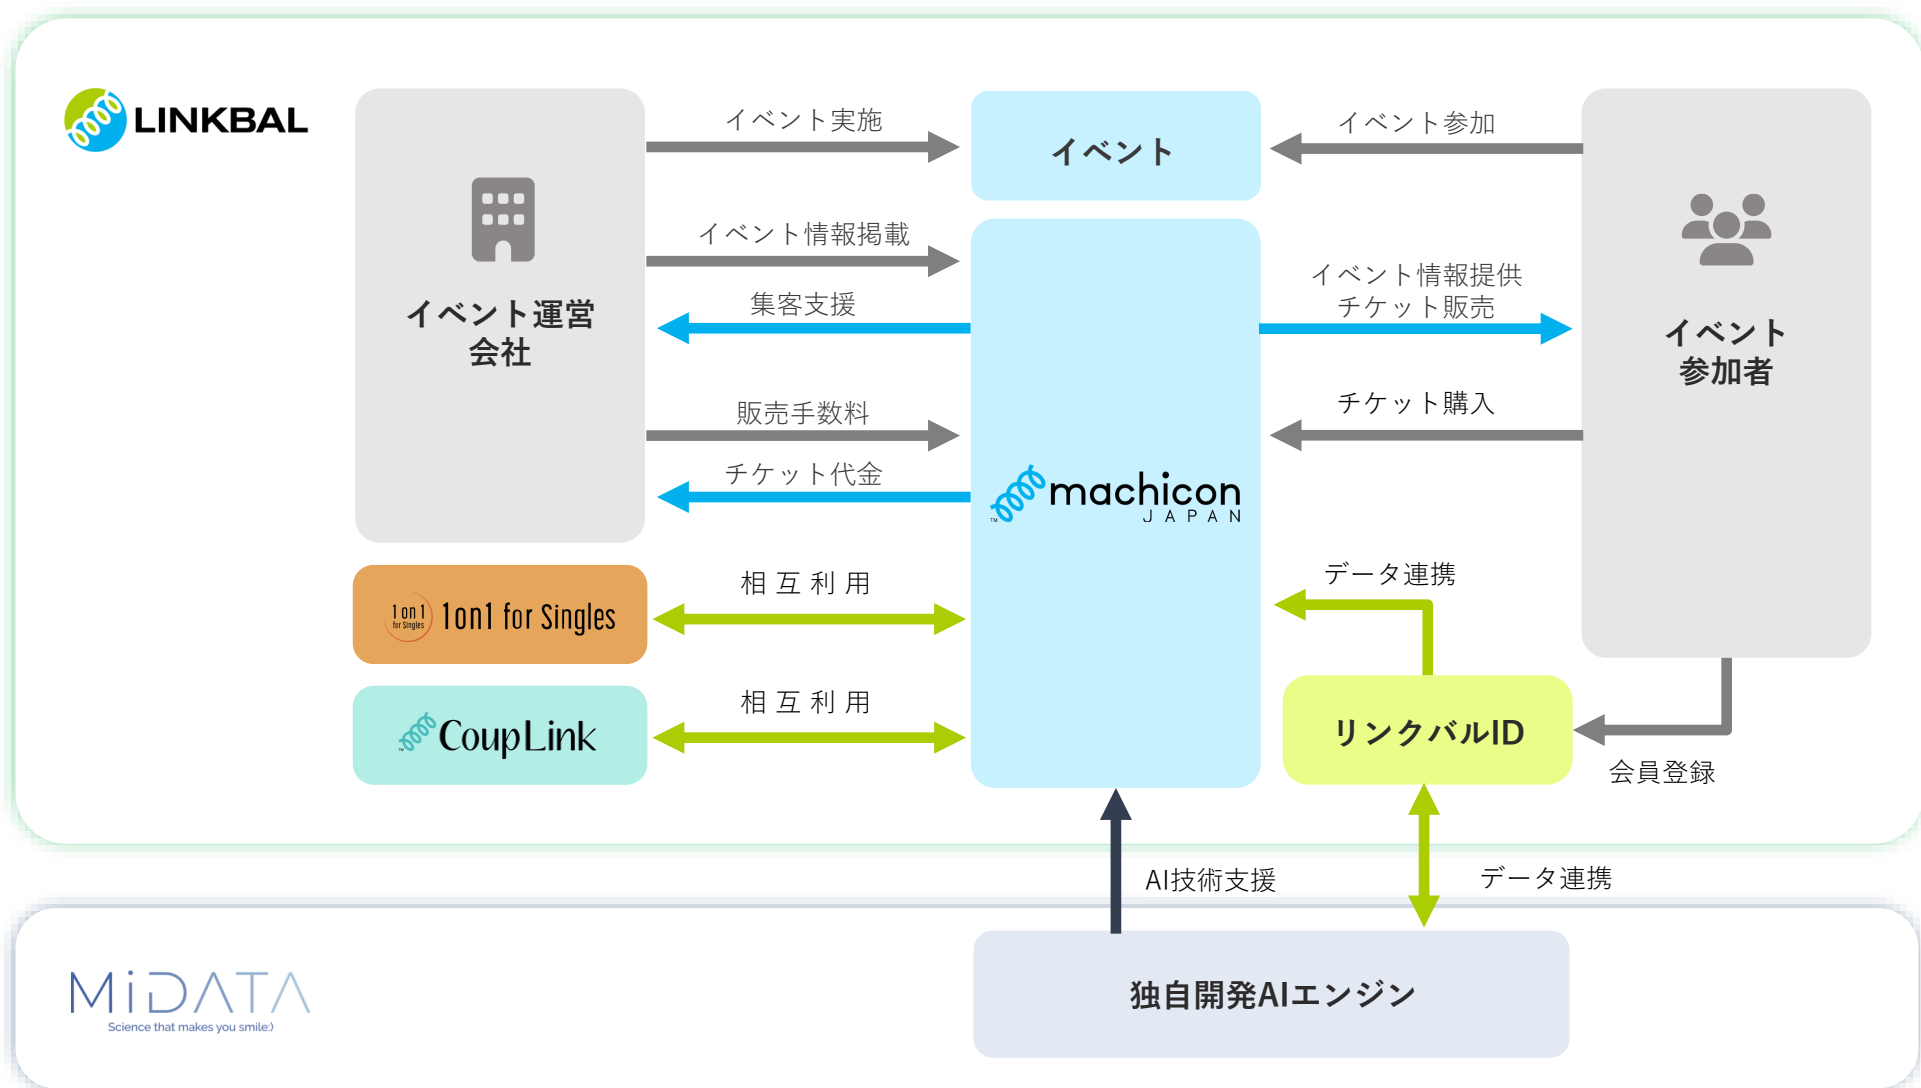 LINKBAL
イベント運営
会社
イベント実施
イベント
イベント参加
イベント
参加者
イベント情報掲載
集客支援
イベント情報提供
チケット販売
販売手数料
チケット購入
チケット代金
TM
machicon
JAPAN
1on1
for Singles
1on1 for Singles
相互利用
データ連携
TM
CoupLink
相互利用
リンクバルID
会員登録
AI技術支援
データ連携
MiDATA
Science that makes you smile:)
独自開発AIエンジン